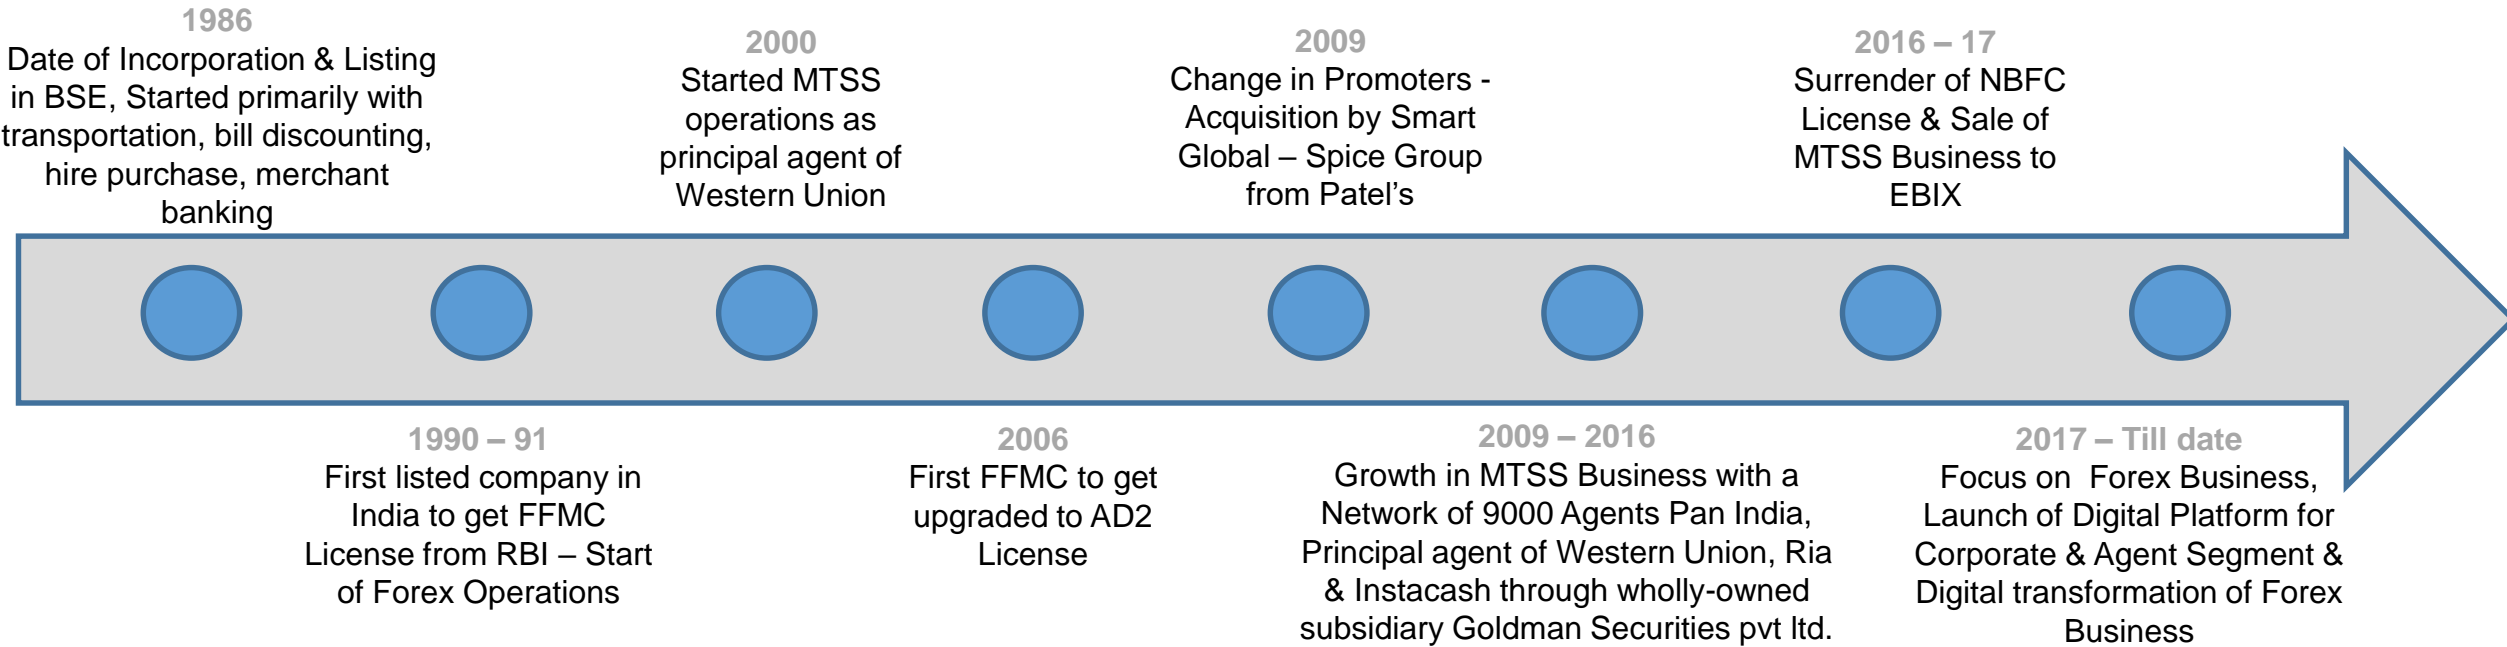 1986
Date of Incorporation & Listing
in BSE, Started primarily with
transportation, bill discounting,
hire purchase, merchant
banking
2000
Started MTSS
operations as
principal agent of
Western Union
2009
Change in Promoters -
Acquisition by Smart
Global – Spice Group
from Patel’s
2016 – 17
Surrender of NBFC
License & Sale of
MTSS Business to
EBIX
1990 – 91
First listed company in
India to get FFMC
License from RBI – Start
of Forex Operations
2006
First FFMC to get
upgraded to AD2
License
2009 – 2016
Growth in MTSS Business with a
Network of 9000 Agents Pan India,
Principal agent of Western Union, Ria
& Instacash through wholly-owned
subsidiary Goldman Securities pvt ltd.
2017 – Till date
Focus on  Forex Business,
Launch of Digital Platform for
Corporate & Agent Segment &
Digital transformation of Forex
Business